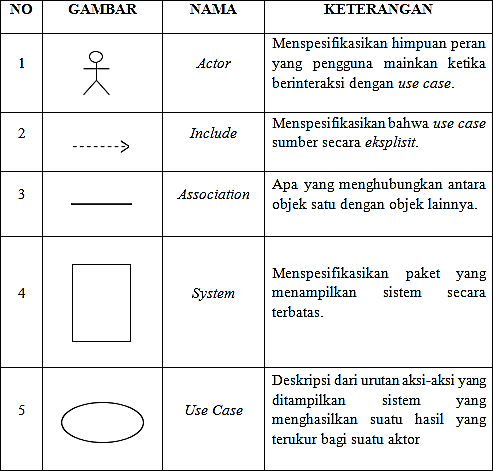 NO GAMBAR NAMA KETERANGAN
1 Actor Menspesifikasikan himpuan peran
yang pengguna mainkan ketika
berinteraksi dengan use case.
2 Include Menspesifikasikan bahwa use case
sumber secara eksplisit.
3 Association Apa yang menghubungkan antara
objek satu dengan objek lainnya.
4 System Menspesifikasikan paket yang
menampilkan sistem secara
terbatas.
5 Use Case Deskripsi dari urutan aksi-aksi yang
ditampilkan sistem yang
menghasilkan suatu hasil yang
terukur bagi suatu aktor